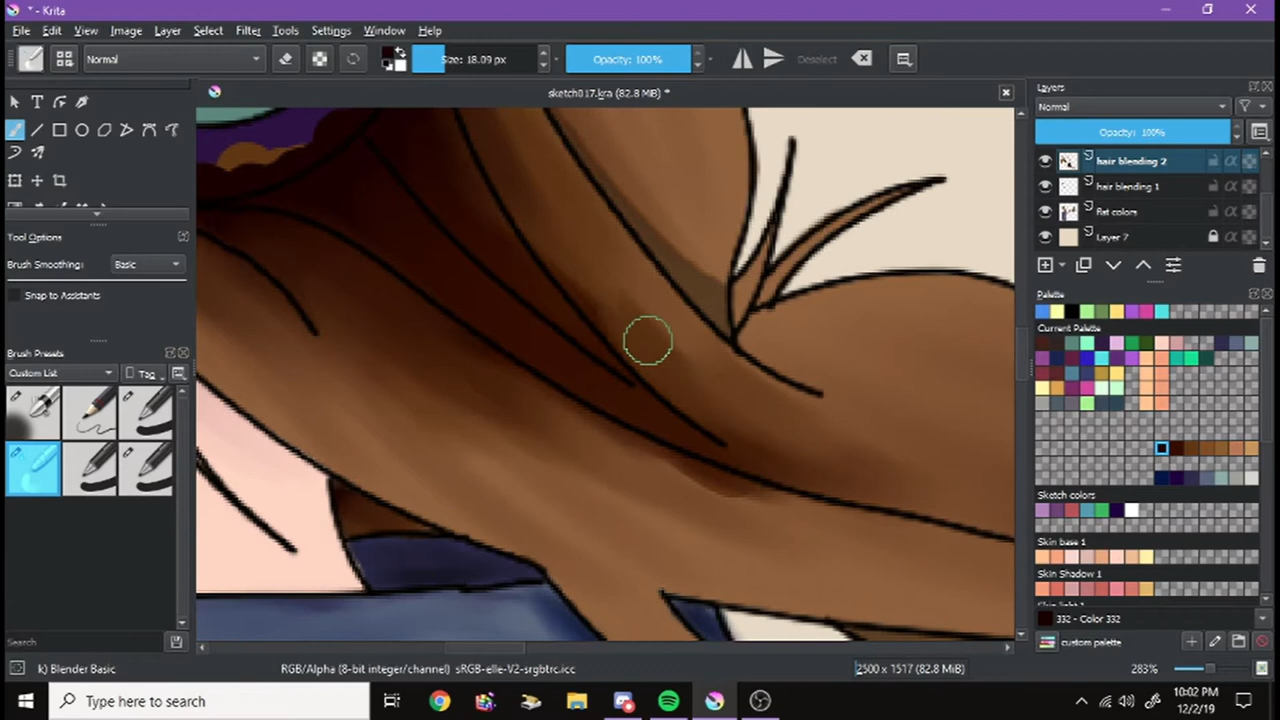 * - Krita
File Edit View Image Layer Select Filter Tools Settings Window Help
Normal Size: 18.09 px Opacity: 100% Deselect
sketch017.kra (82.8 MiB) *
Layers
Normal
Opacity: 100%
hair blending 2
hair blending 1
flat colors
Layer 7
Tool Options
Brush Smoothing: Basic
Snap to Assistants
Brush Presets
Custom List Tag
Search
Palette
Current Palette
Sketch colors
Skin base 1
Skin Shadow 1
332 - Color 332
custom palette
k) Blender Basic RGB/Alpha (8-bit integer/channel) sRGB-elle-V2-srgbtrc.icc 2500 x 1517 (82.8 MiB) 283%
Type here to search
10:02 PM
12/2/19